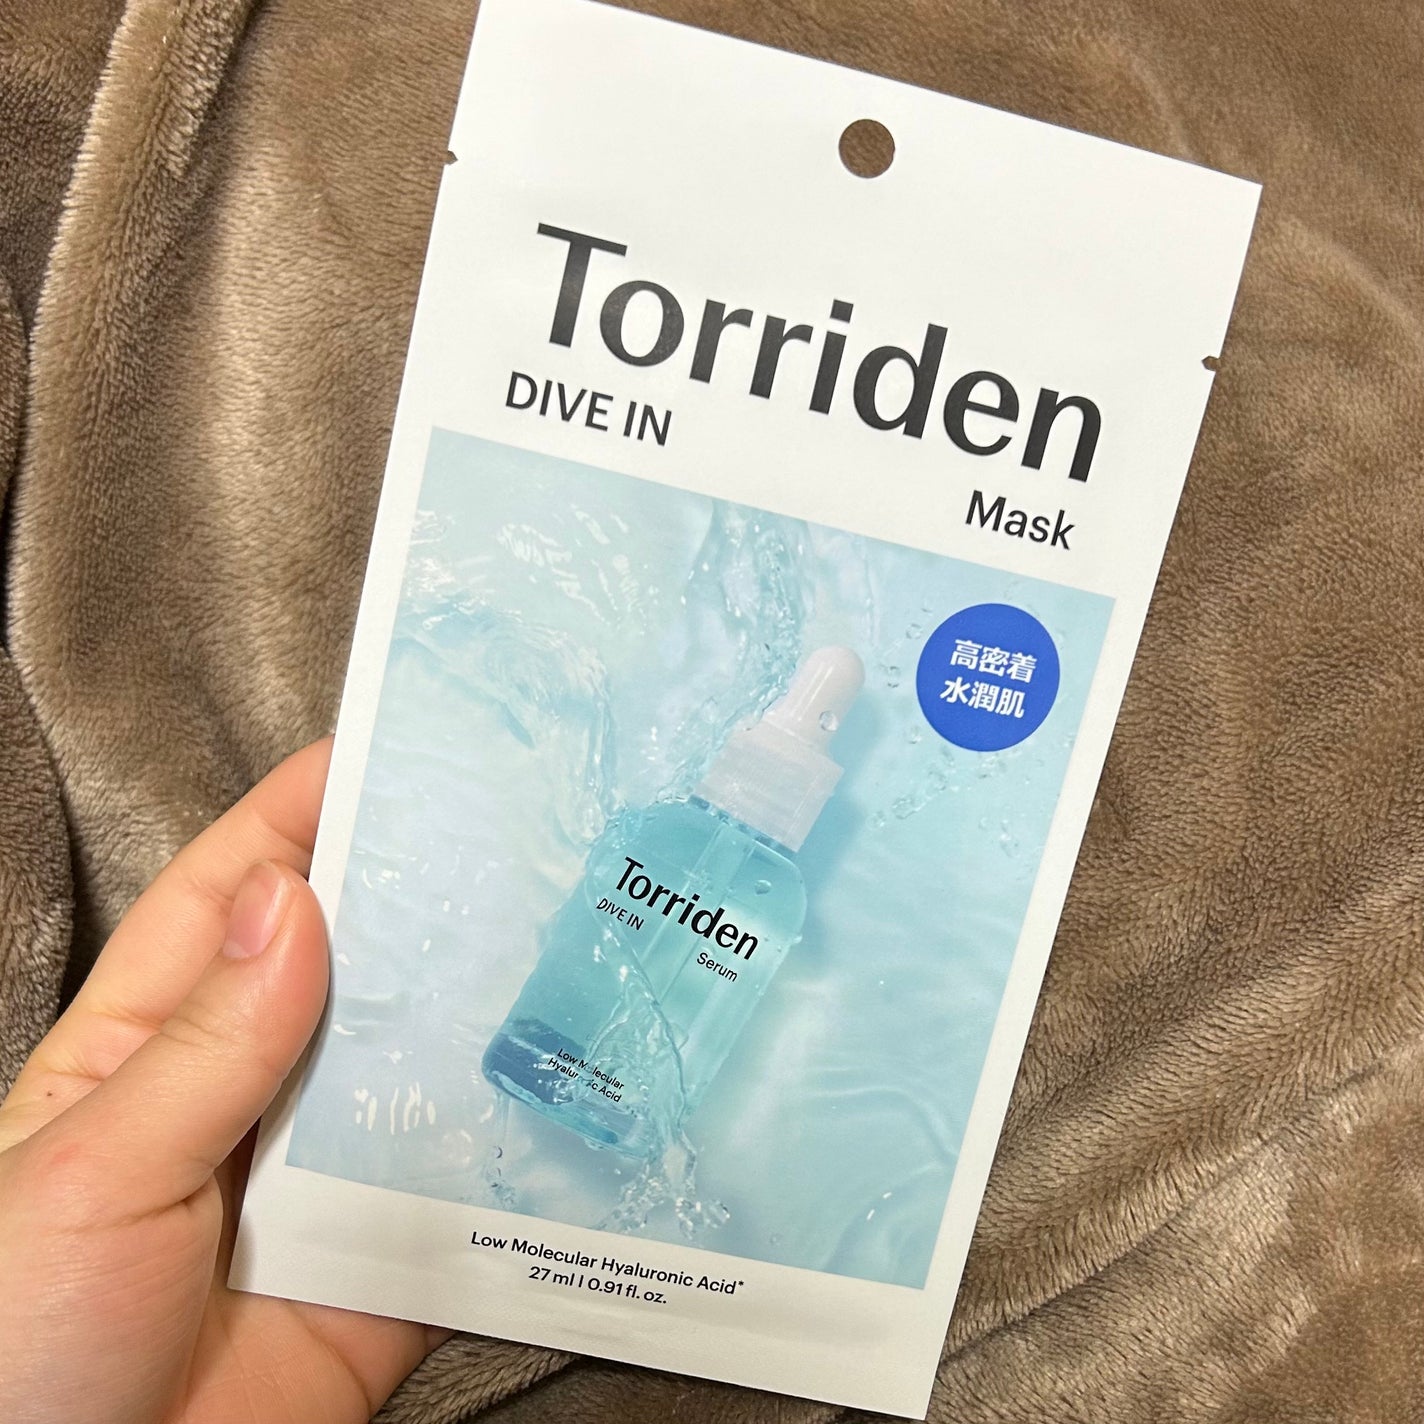 Torriden
DIVE IN
Mask
高密着
水潤肌
Torriden
DIVE IN
Serum
Low Molecular
Hyaluronic Acid
Low Molecular Hyaluronic Acid*
27 ml | 0.91 fl. oz.